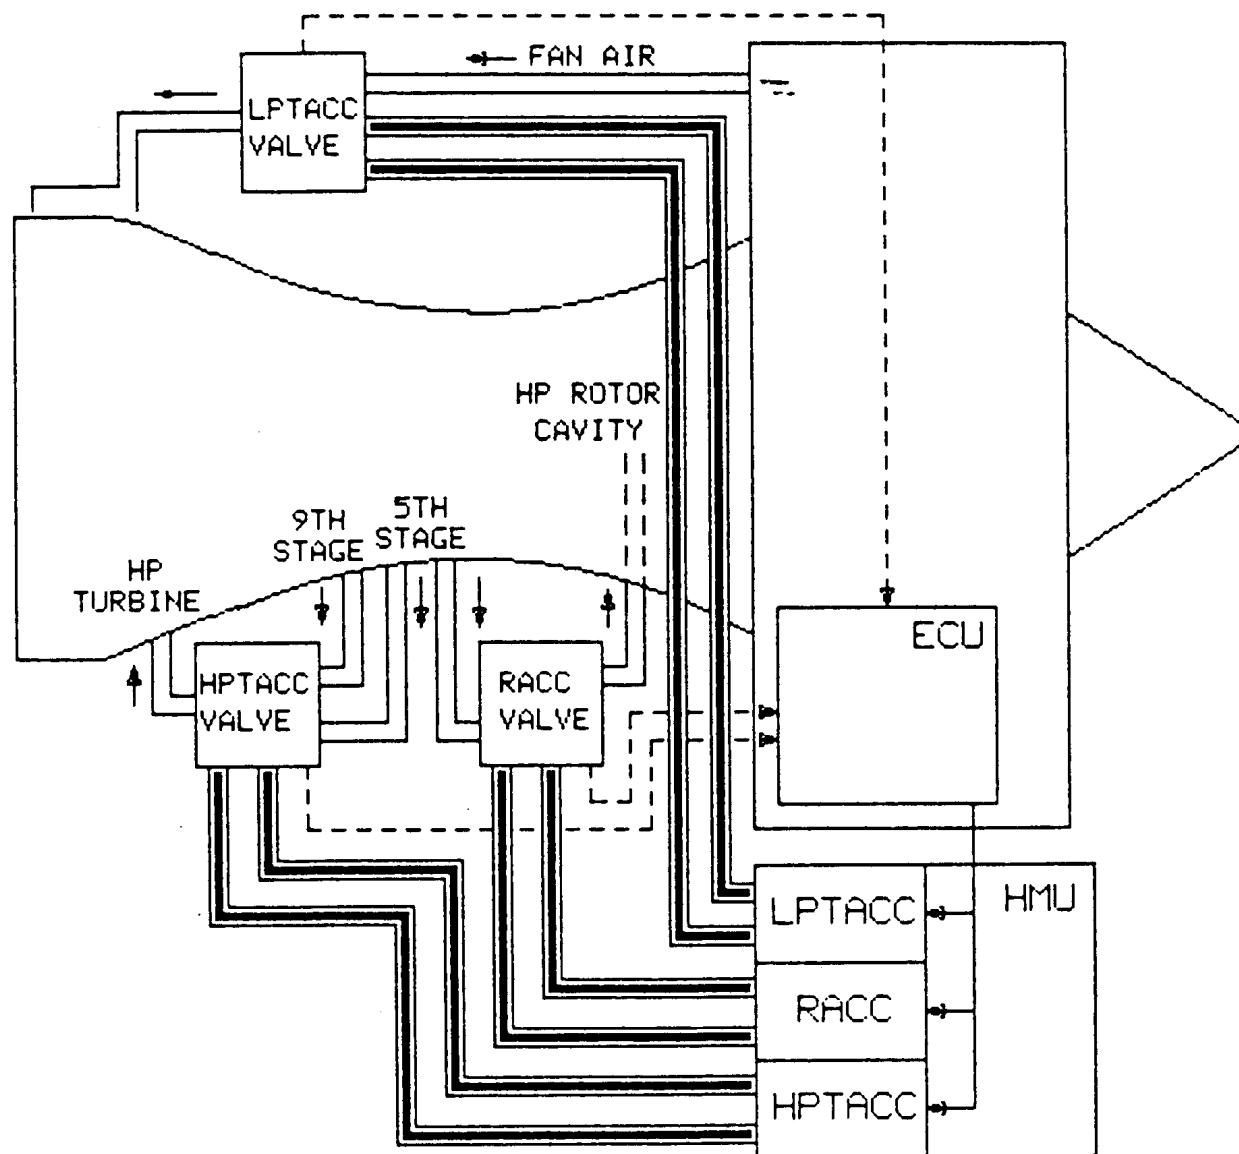 FAN AIR
LPTACC
VALVE
HP ROTOR
CAVITY
9TH
STAGE
5TH
STAGE
HP
TURBINE
HPTACC
VALVE
RACC
VALVE
ECU
LPTACC
HMU
RACC
HPTACC